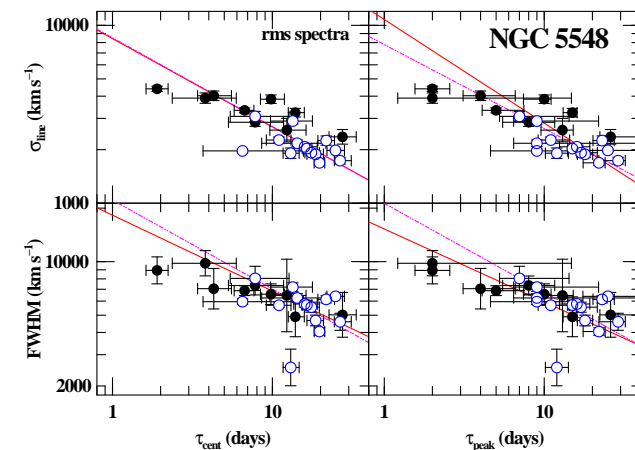 10000
rms spectra
NGC 5548
σline (km s⁻¹)
1000
10000
FWHM (km s⁻¹)
2000
1 10 1 10
τcent (days) τpeak (days)